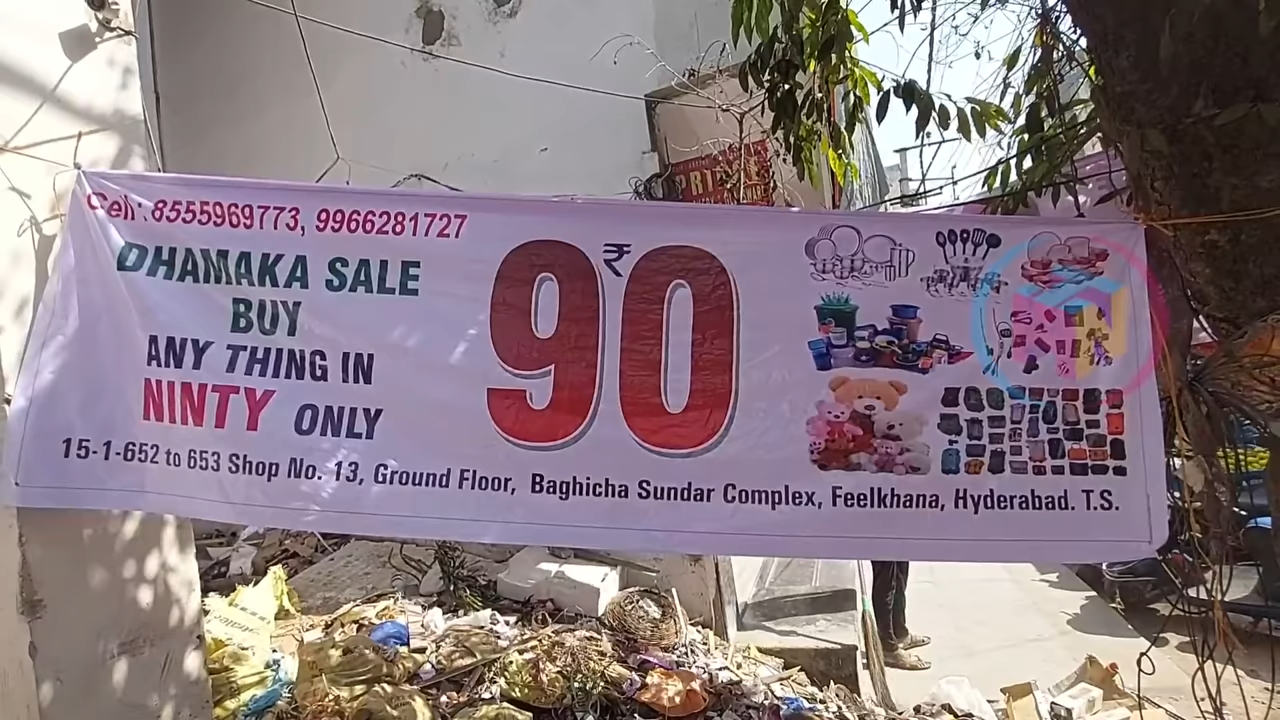 Cell : 8555969773, 9966281727
DHAMAKA SALE
BUY
ANY THING IN
NINTY ONLY
₹
90
15-1-652 to 653 Shop No. 13, Ground Floor, Baghicha Sundar Complex, Feelkhana, Hyderabad. T.S.